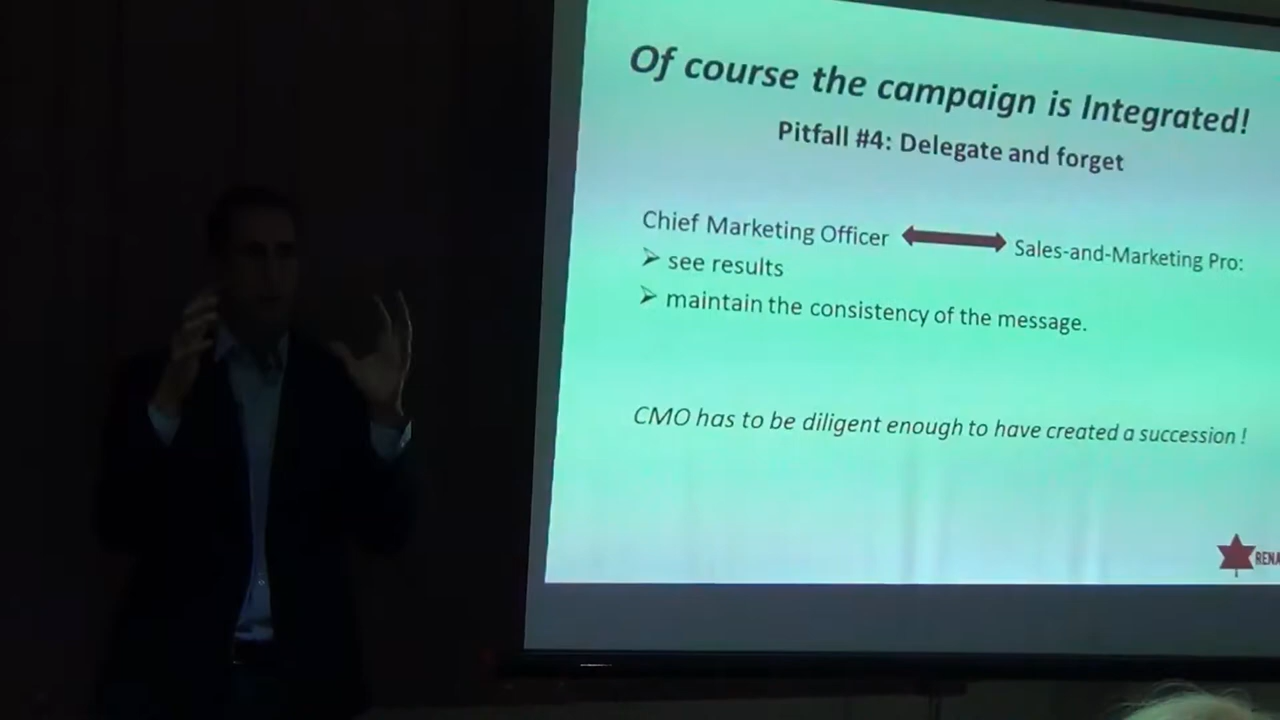 Of course the campaign is Integrated!
Pitfall #4: Delegate and forget
Chief Marketing Officer
Sales-and-Marketing Pro:
see results
maintain the consistency of the message.
CMO has to be diligent enough to have created a succession !
RENA